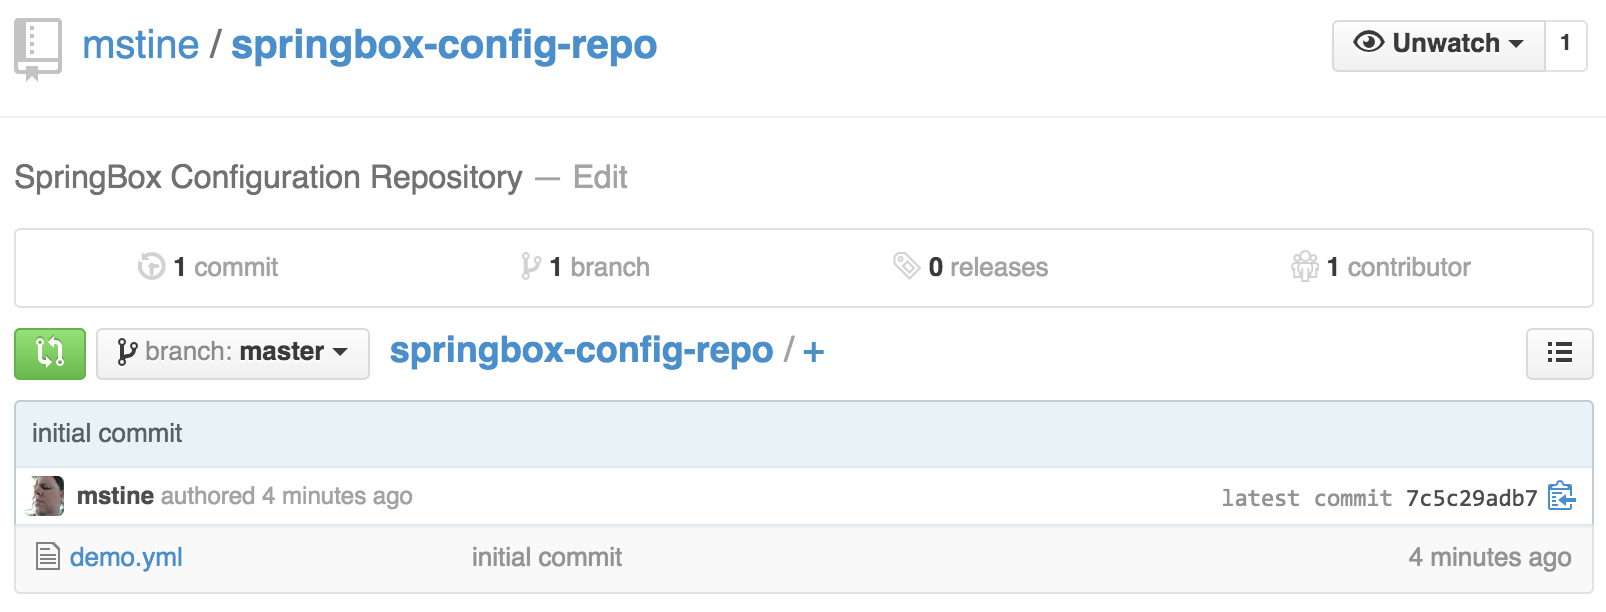 mstine / springbox-config-repo
Unwatch 1
SpringBox Configuration Repository — Edit
1 commit 1 branch 0 releases 1 contributor
branch: master springbox-config-repo / +
initial commit
mstine authored 4 minutes ago latest commit 7c5c29adb7
demo.yml initial commit 4 minutes ago